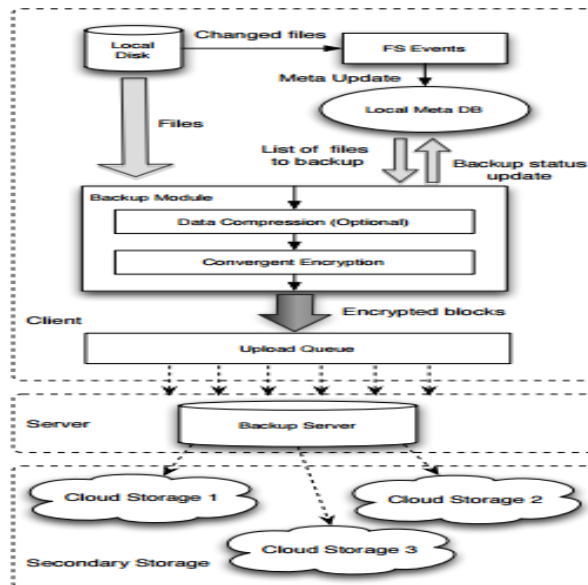 Local
Disk
Changed files
FS Events
Meta Update
Local Meta DB
Files
List of files
to backup
Backup status
update
Backup Module
Data Compression (Optional)
Convergent Encryption
Encrypted blocks
Client
Upload Queue
Server
Backup Server
Cloud Storage 1
Cloud Storage 2
Cloud Storage 3
Secondary Storage